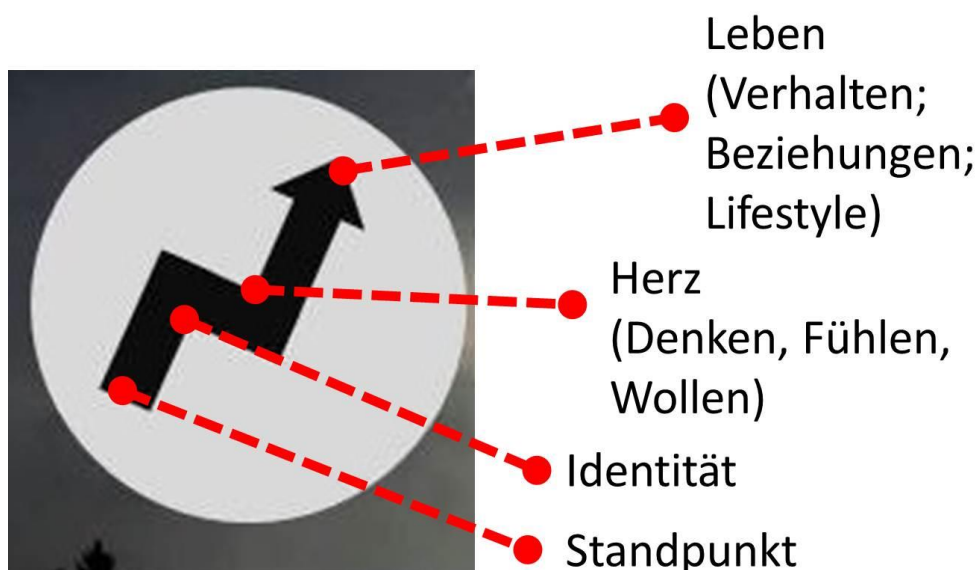 Leben
(Verhalten;
Beziehungen;
Lifestyle)
Herz
(Denken, Fühlen,
Wollen)
Identität
Standpunkt